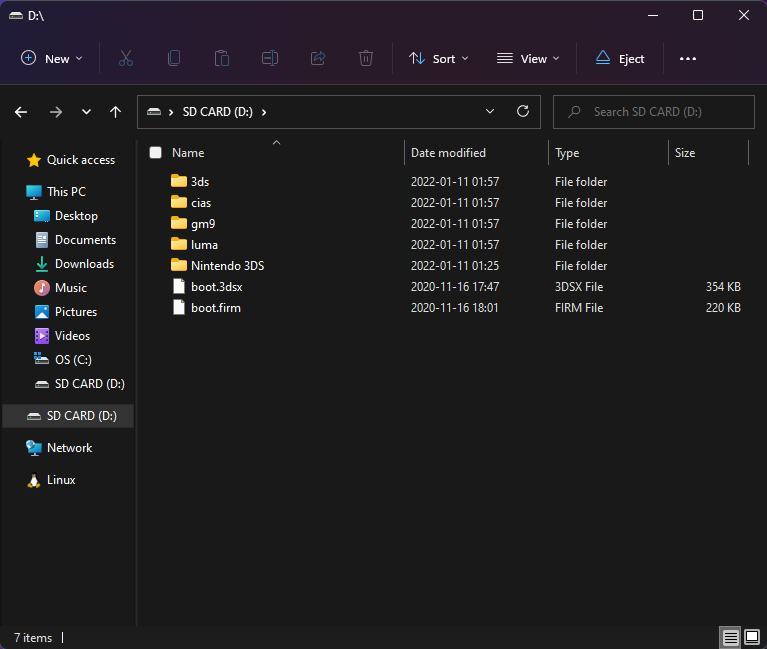 D:\
New
Sort
View
Eject
SD CARD (D:)
Search SD CARD (D:)
Quick access
This PC
Desktop
Documents
Downloads
Music
Pictures
Videos
OS (C:)
SD CARD (D:)
SD CARD (D:)
Network
Linux
Name Date modified Type Size
3ds 2022-01-11 01:57 File folder
cias 2022-01-11 01:57 File folder
gm9 2022-01-11 01:57 File folder
luma 2022-01-11 01:57 File folder
Nintendo 3DS 2022-01-11 01:25 File folder
boot.3dsx 2020-11-16 17:47 3DSX File 354 KB
boot.firm 2020-11-16 18:01 FIRM File 220 KB
7 items